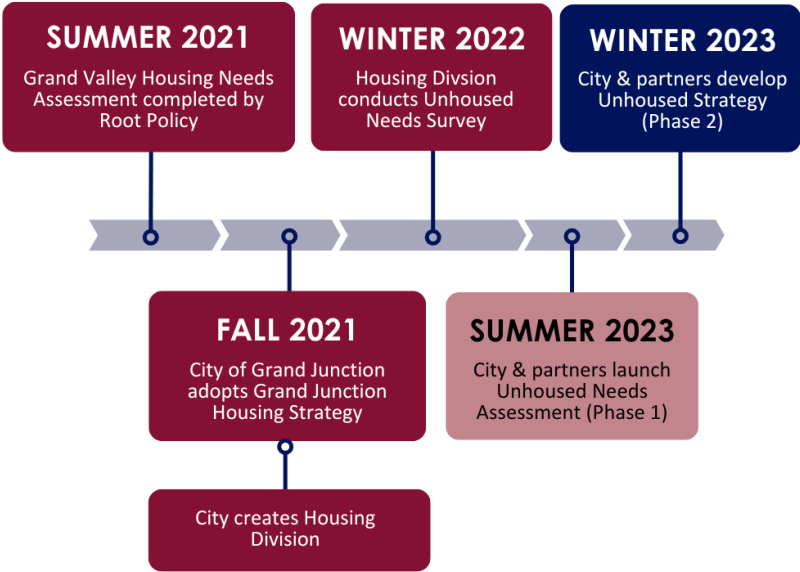 SUMMER 2021
Grand Valley Housing Needs
Assessment completed by
Root Policy
WINTER 2022
Housing Divsion
conducts Unhoused
Needs Survey
WINTER 2023
City & partners develop
Unhoused Strategy
(Phase 2)
FALL 2021
City of Grand Junction
adopts Grand Junction
Housing Strategy
SUMMER 2023
City & partners launch
Unhoused Needs
Assessment (Phase 1)
City creates Housing
Division